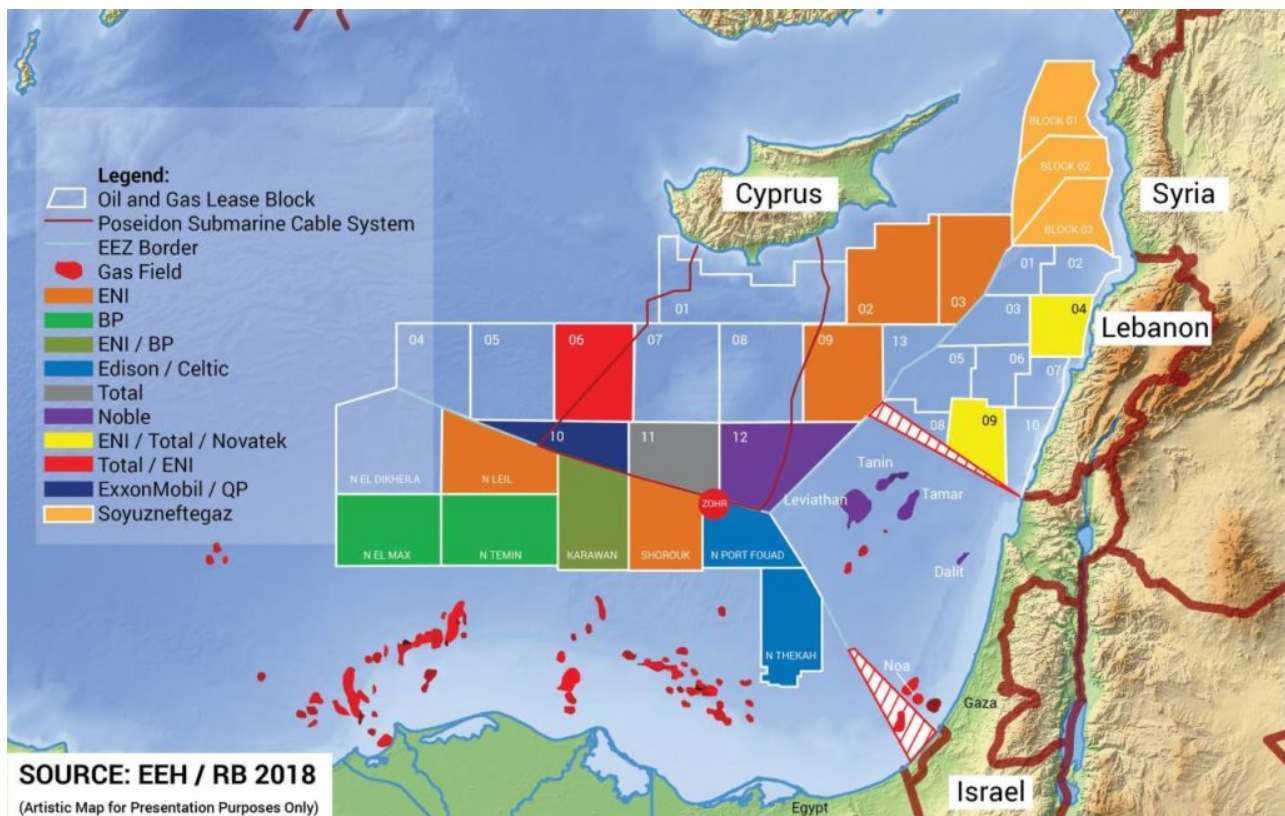 Legend:
Oil and Gas Lease Block
Poseidon Submarine Cable System
EEZ Border
Gas Field
ENI
BP
ENI / BP
Edison / Celtic
Total
Noble
ENI / Total / Novatek
Total / ENI
ExxonMobil / QP
Soyuzneftegaz
Cyprus
Syria
Lebanon
Israel
BLOCK 01
BLOCK 02
BLOCK 03
01
02
03
04
05
06
07
08
09
10
01
02
03
04
05
06
07
08
09
13
10
11
12
N EL DIKHEILA
N LEIL
N EL MAX
N TEMIN
KARAWAN
SHOROUK
ZOHR
N PORT FOUAD
N THEKAH
Leviathan
Tanin
Tamar
Dalit
Noa
Gaza
Egypt
SOURCE: EEH / RB 2018
(Artistic Map for Presentation Purposes Only)